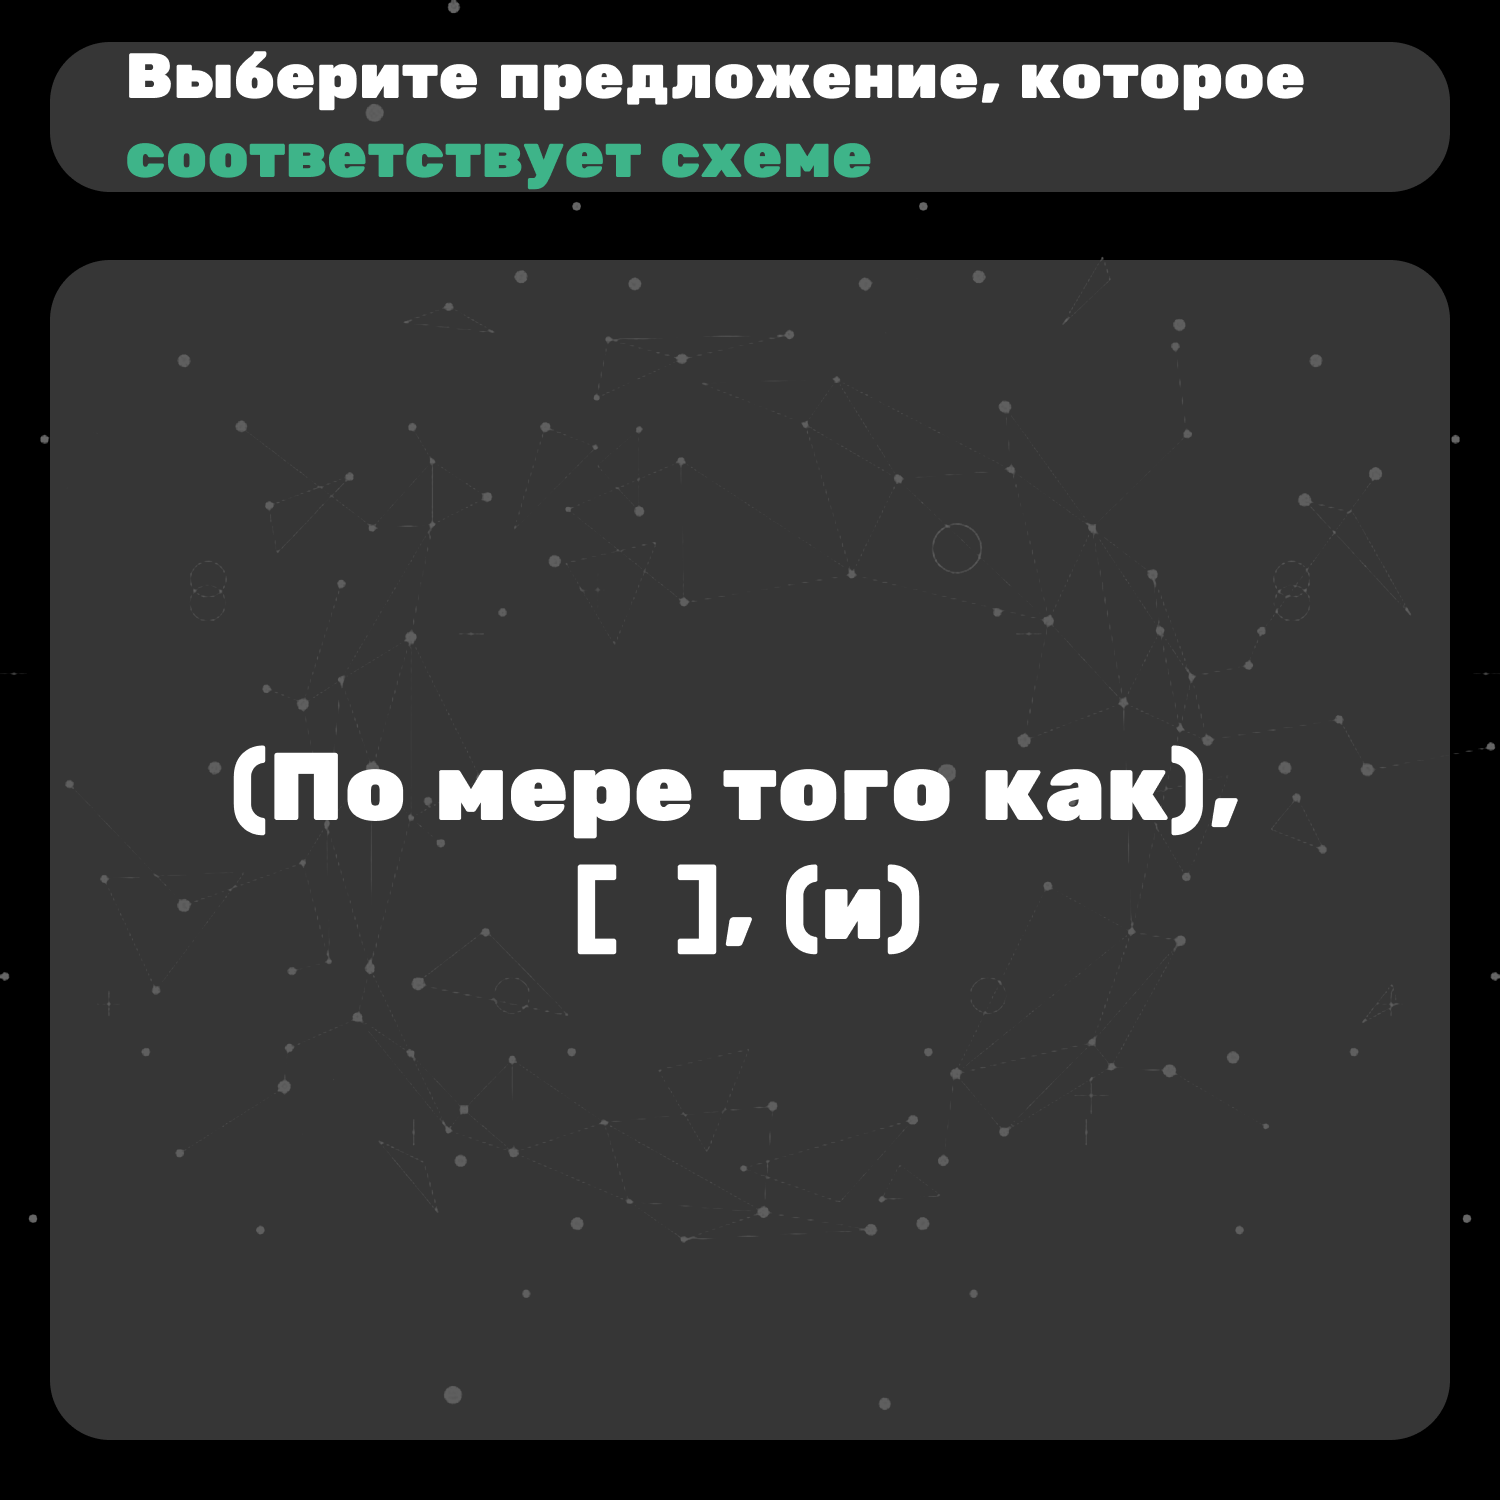 Выберите предложение, которое
соответствует схеме
(По мере того как),
[ ], (и)